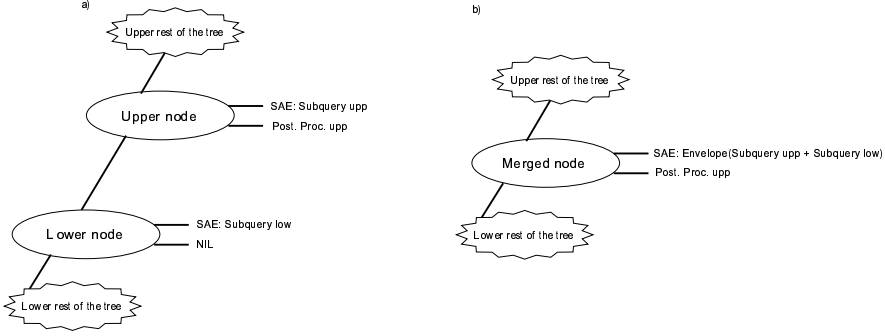 a)
Upper rest of the tree
Upper node
SAE: Subquery upp
Post. Proc. upp
Lower node
SAE: Subquery low
NIL
Lower rest of the tree
b)
Upper rest of the tree
Merged node
SAE: Envelope(Subquery upp + Subquery low)
Post. Proc. upp
Lower rest of the tree